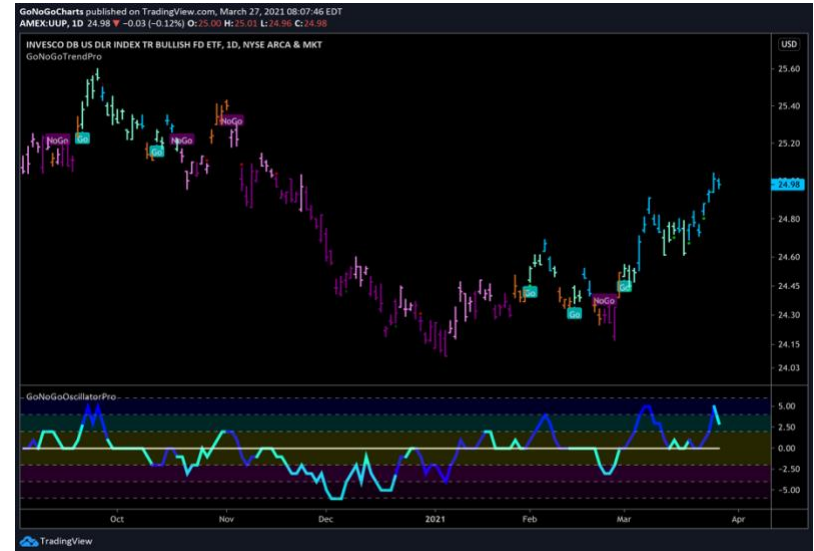 GoNoGoCharts published on TradingView.com, March 27, 2021 08:07:46 EDT
AMEX:UUP, 1D 24.98 ▼ −0.03 (−0.12%) O:25.00 H:25.01 L:24.96 C:24.98
INVESCO DB US DLR INDEX TR BULLISH FD ETF, 1D, NYSE ARCA & MKT
USD
GoNoGoTrendPro
25.60
25.40
NoGo
25.20
NoGo Go NoGo
Go
24.98
24.80
24.60
24.45
Go
Go
NoGo
Go
24.30
24.15
24.03
GoNoGoOscillatorPro
5.00
2.50
0.00
−2.50
−5.00
Oct Nov Dec 2021 Feb Mar Apr
TradingView